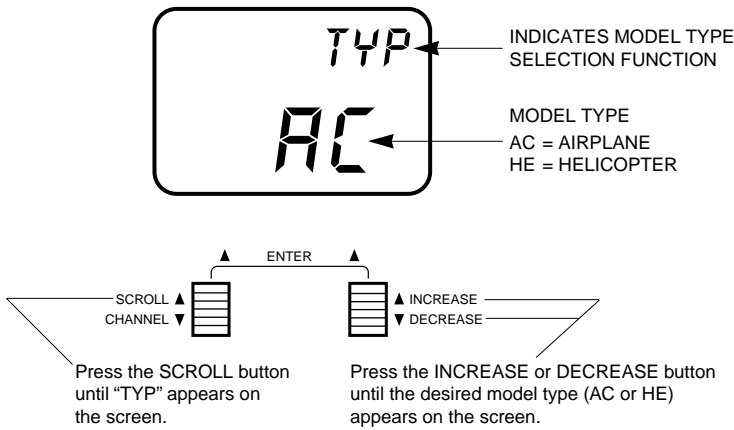 TYP
INDICATES MODEL TYPE
SELECTION FUNCTION
AC
MODEL TYPE
AC = AIRPLANE
HE = HELICOPTER
▲ ENTER ▲
SCROLL ▲
CHANNEL ▼
▲ INCREASE
▼ DECREASE
Press the SCROLL button
until “TYP” appears on
the screen.
Press the INCREASE or DECREASE button
until the desired model type (AC or HE)
appears on the screen.